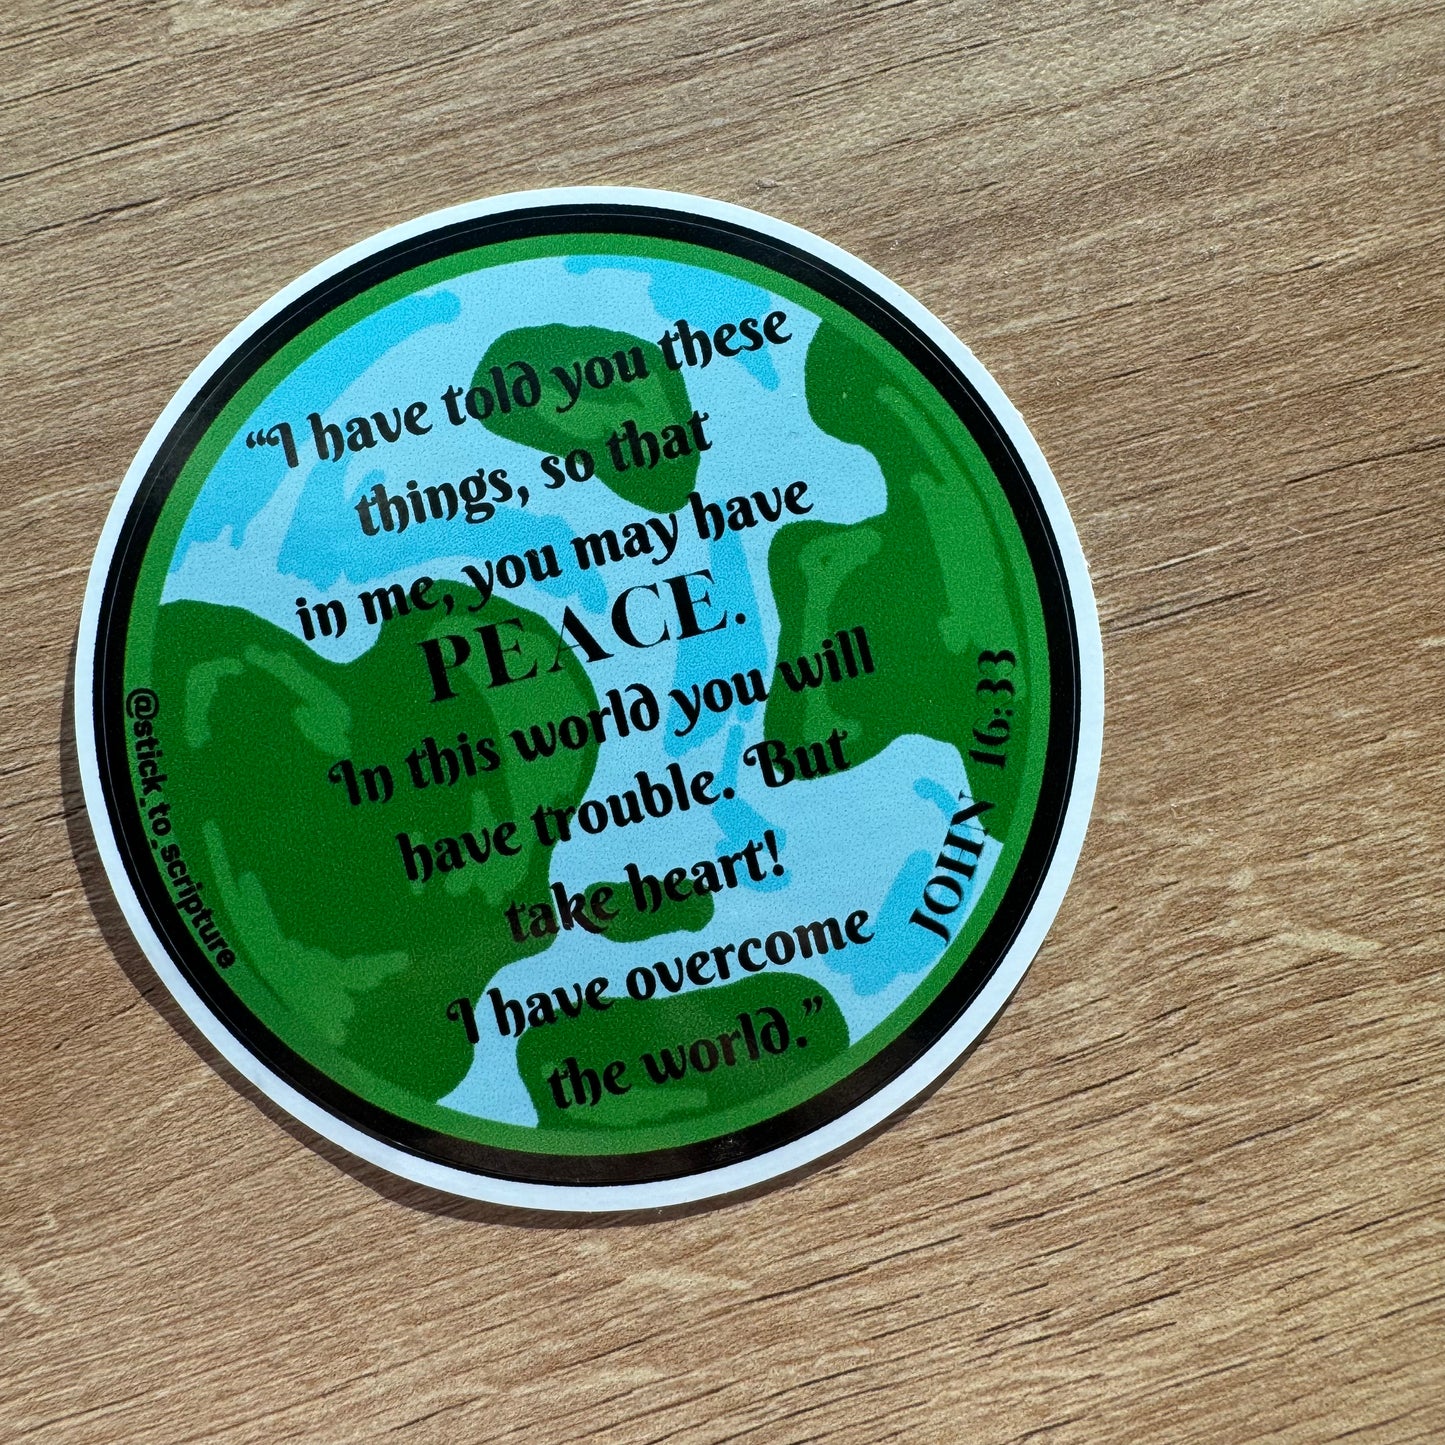 “I have told you these
things, so that
in me, you may have
PEACE.
In this world you will
have trouble. But
take heart!
I have overcome
the world.”
JOHN 16:33
@stick_to_scripture